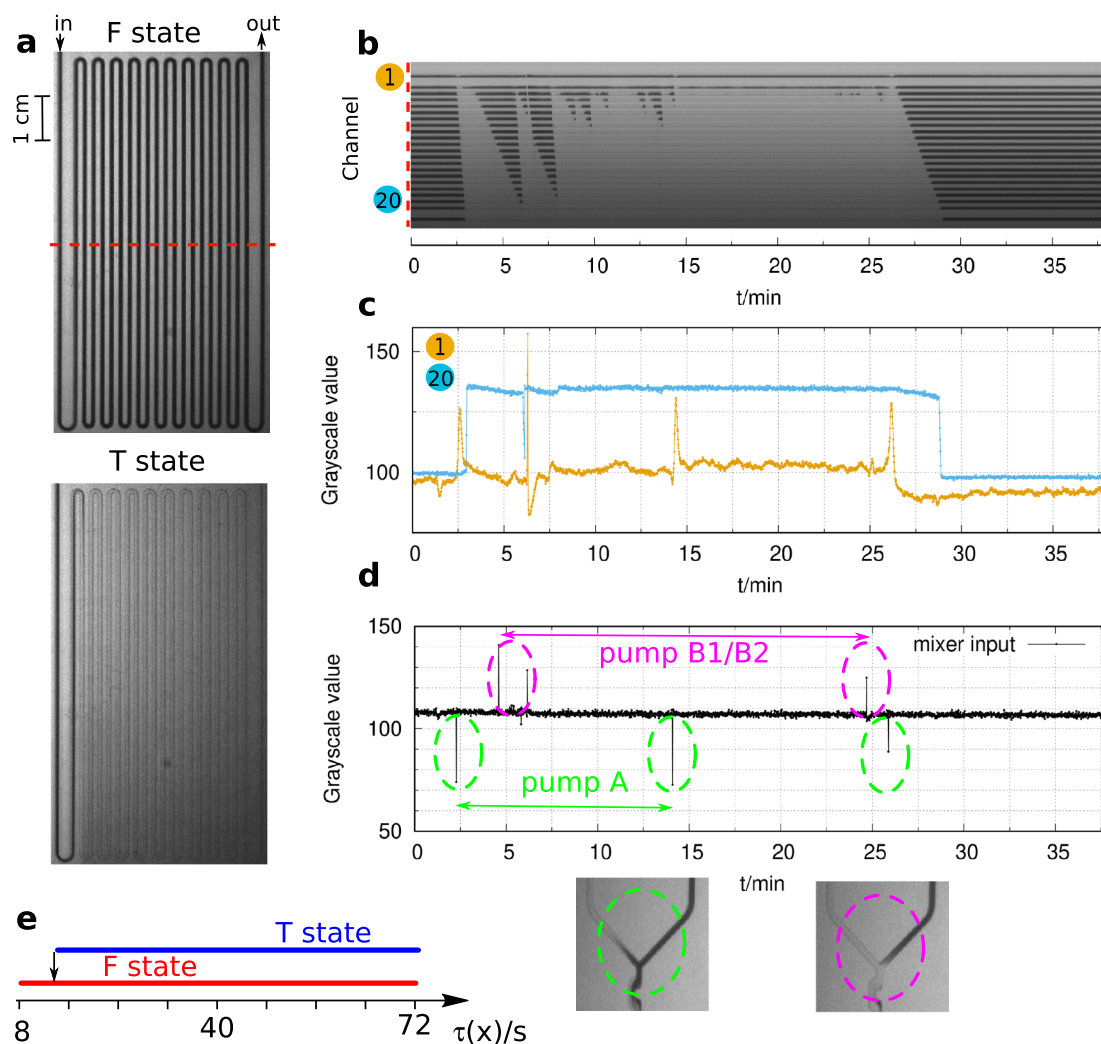 a
in
F state
out
1 cm
T state
b
1
20
Channel
0 5 10 15 20 25 30 35
t/min
c
1
20
150
100
Grayscale value
0 5 10 15 20 25 30 35
t/min
d
150
100
50
Grayscale value
mixer input
pump B1/B2
pump A
0 5 10 15 20 25 30 35
t/min
e
T state
F state
8 40 72 τ(x)/s